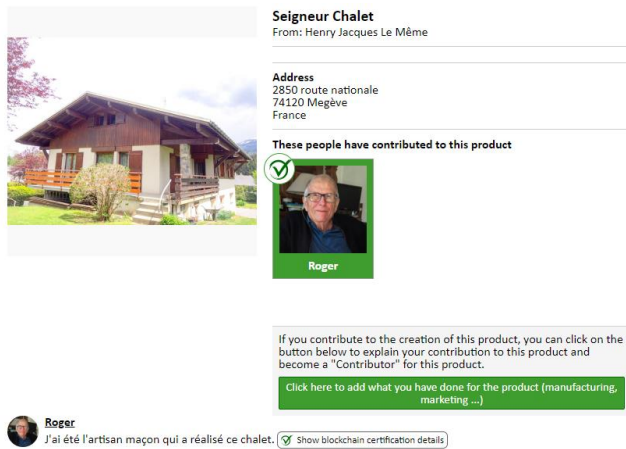 Seigneur Chalet
From: Henry Jacques Le Même
Address
2850 route nationale
74120 Megève
France
These people have contributed to this product
Roger
If you contribute to the creation of this product, you can click on the
button below to explain your contribution to this product and
become a "Contributor" for this product.
Click here to add what you have done for the product (manufacturing,
marketing ...)
Roger
J'ai été l'artisan maçon qui a réalisé ce chalet. Show blockchain certification details